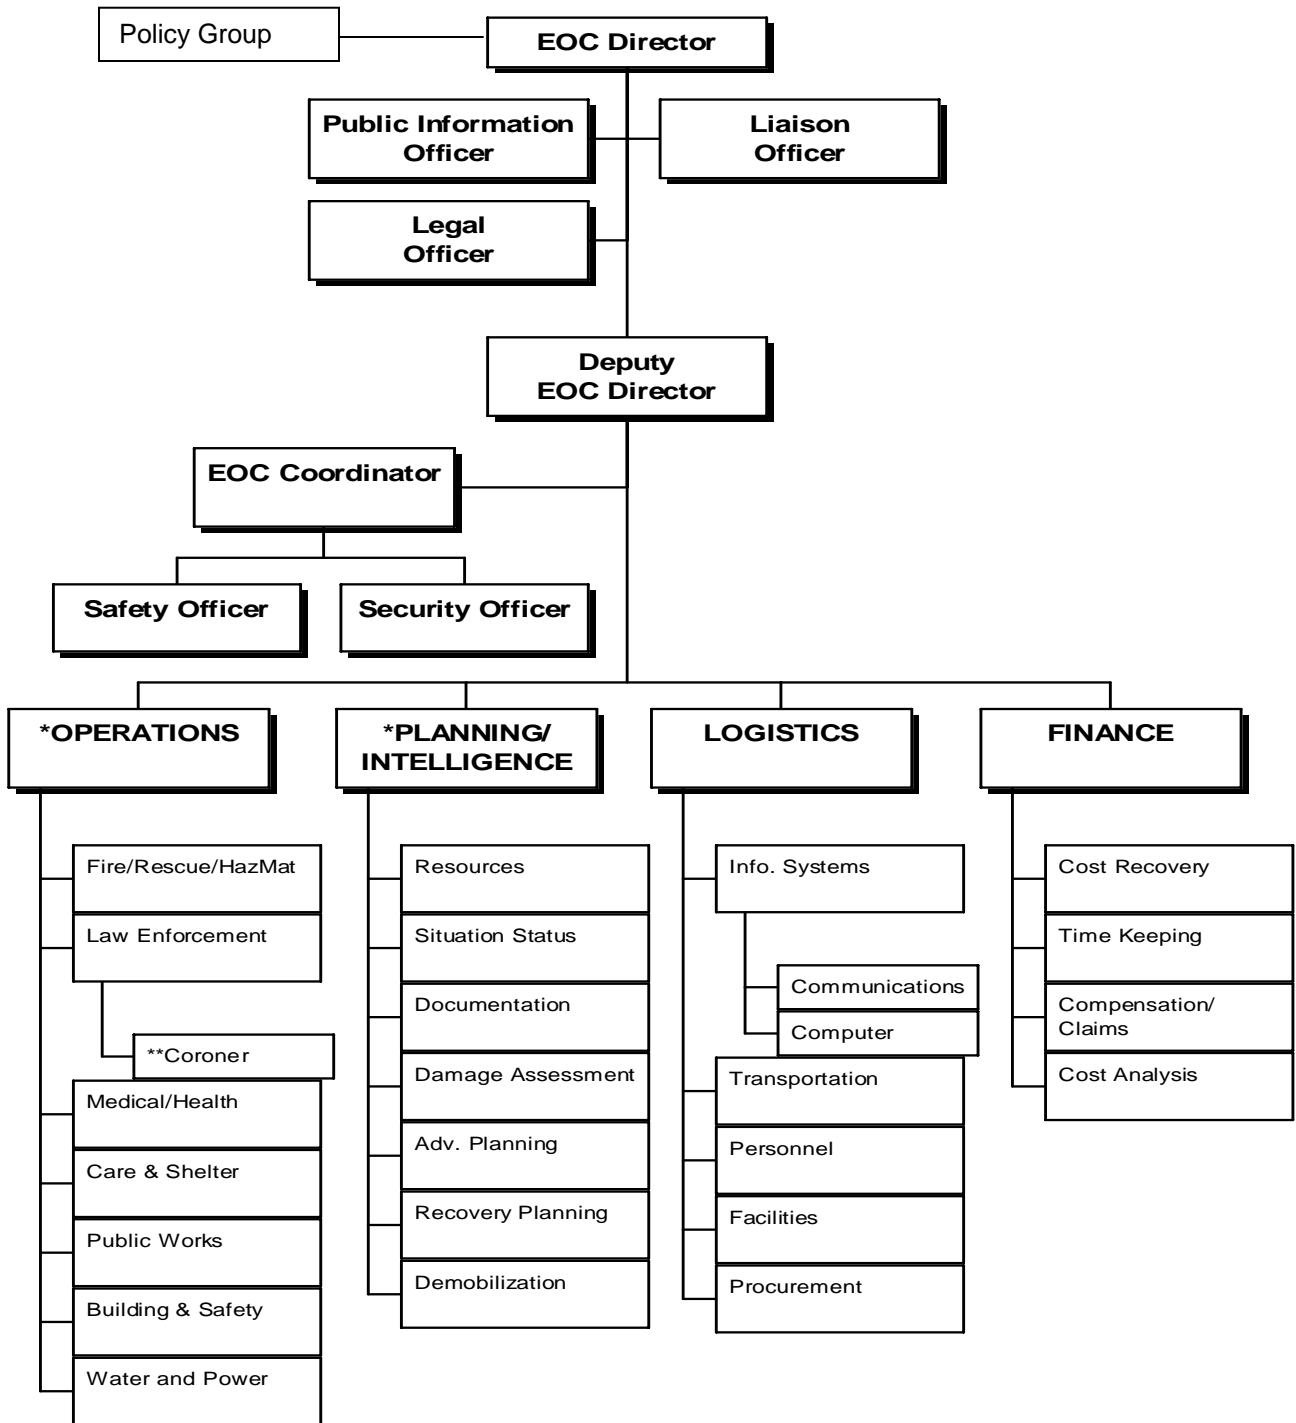 Policy Group
EOC Director
Public Information
Officer
Liaison
Officer
Legal
Officer
Deputy
EOC Director
EOC Coordinator
Safety Officer
Security Officer
*OPERATIONS
*PLANNING/
INTELLIGENCE
LOGISTICS
FINANCE
Fire/Rescue/HazMat
Law Enforcement
**Coroner
Medical/Health
Care & Shelter
Public Works
Building & Safety
Water and Power
Resources
Situation Status
Documentation
Damage Assessment
Adv. Planning
Recovery Planning
Demobilization
Info. Systems
Communications
Computer
Transportation
Personnel
Facilities
Procurement
Cost Recovery
Time Keeping
Compensation/
Claims
Cost Analysis